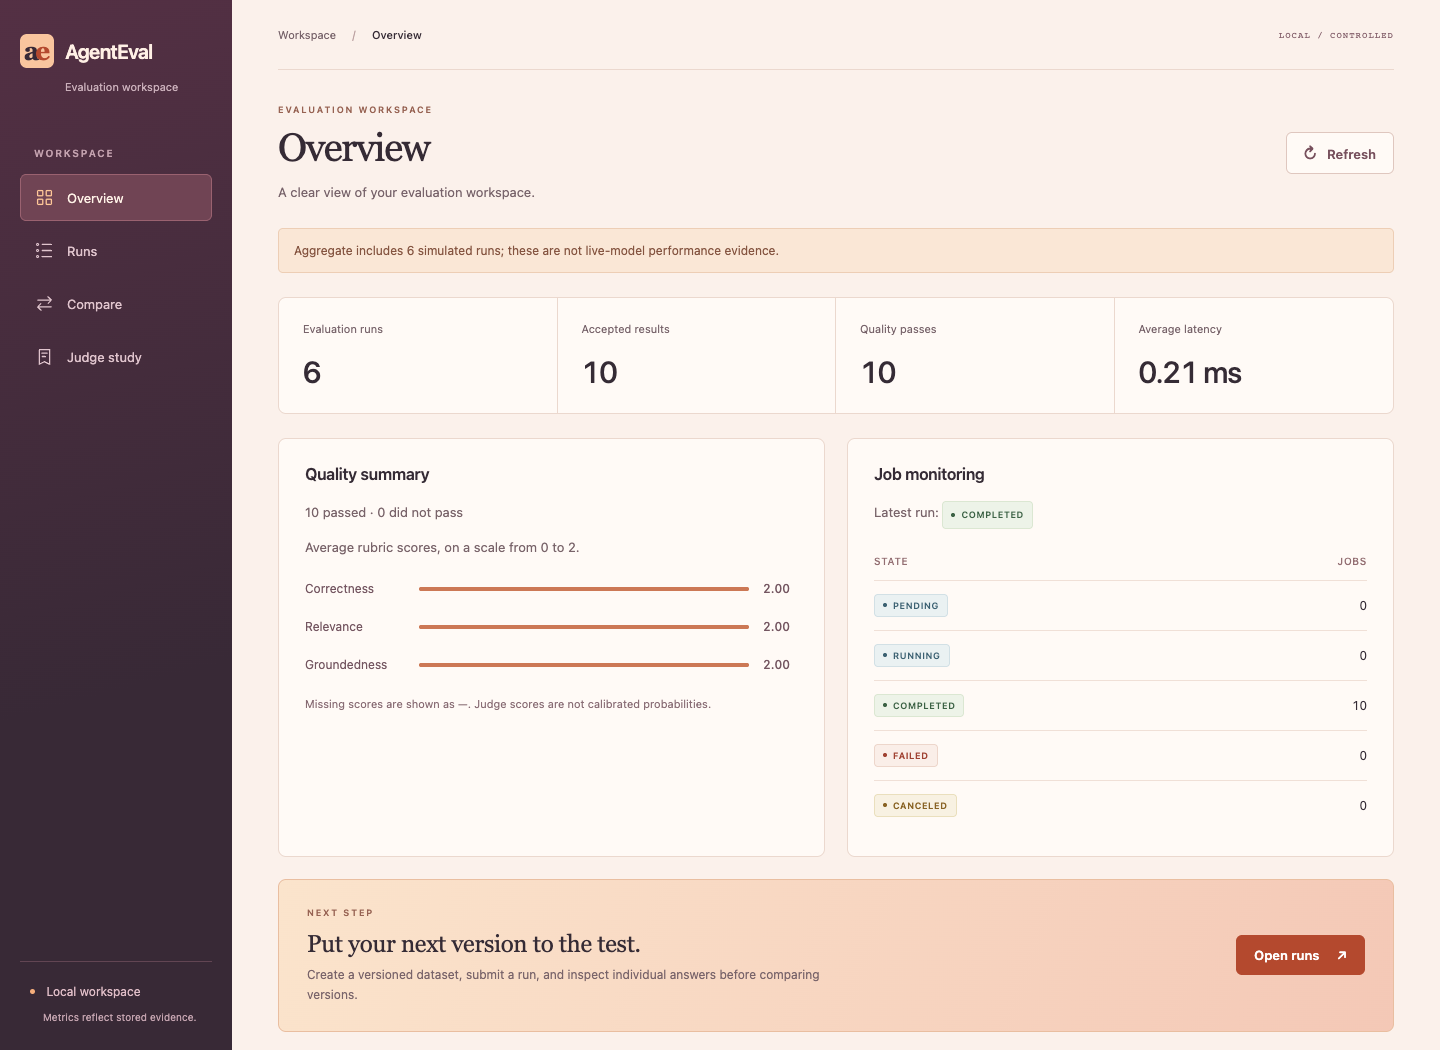 ae AgentEval
Evaluation workspace
WORKSPACE
Overview
Runs
Compare
Judge study
Local workspace
Metrics reflect stored evidence.
Workspace / Overview
LOCAL / CONTROLLED
EVALUATION WORKSPACE
Overview
A clear view of your evaluation workspace.
Refresh
Aggregate includes 6 simulated runs; these are not live-model performance evidence.
Evaluation runs
6
Accepted results
10
Quality passes
10
Average latency
0.21 ms
Quality summary
10 passed · 0 did not pass
Average rubric scores, on a scale from 0 to 2.
Correctness 2.00
Relevance 2.00
Groundedness 2.00
Missing scores are shown as —. Judge scores are not calibrated probabilities.
Job monitoring
Latest run: COMPLETED
STATE JOBS
PENDING 0
RUNNING 0
COMPLETED 10
FAILED 0
CANCELED 0
NEXT STEP
Put your next version to the test.
Create a versioned dataset, submit a run, and inspect individual answers before comparing
versions.
Open runs